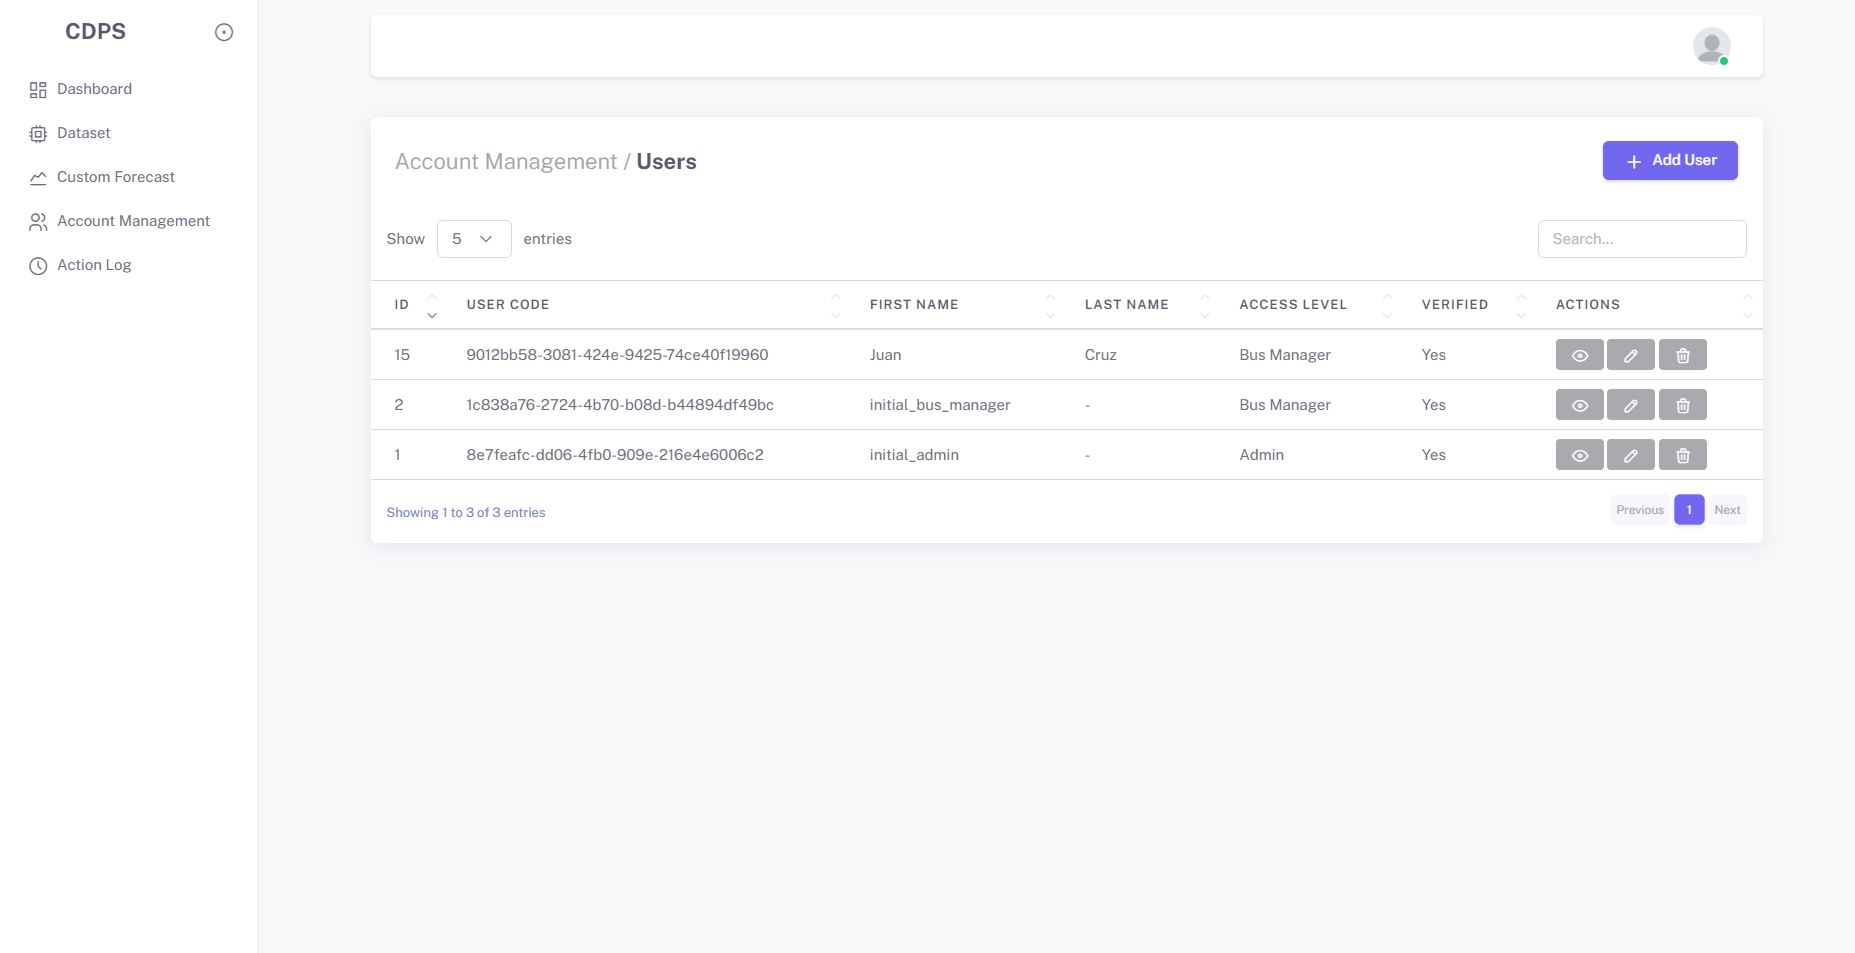 CDPS
Dashboard
Dataset
Custom Forecast
Account Management
Action Log
Account Management / Users
Add User
Show 5 entries
Search...
ID USER CODE FIRST NAME LAST NAME ACCESS LEVEL VERIFIED ACTIONS
15 9012bb58-3081-424e-9425-74ce40f19960 Juan Cruz Bus Manager Yes
2 1c838a76-2724-4b70-b08d-b44894df49bc initial_bus_manager - Bus Manager Yes
1 8e7feafc-dd06-4fb0-909e-216e4e6006c2 initial_admin - Admin Yes
Showing 1 to 3 of 3 entries
Previous 1 Next